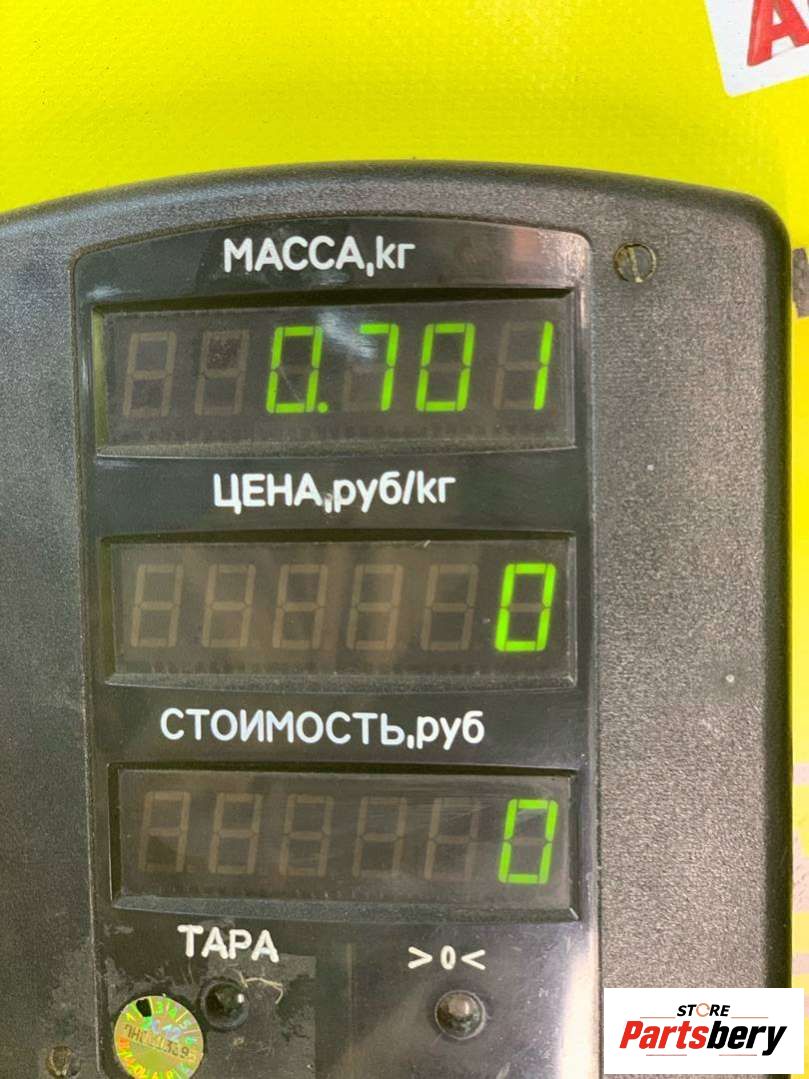 A
МАССА,кг
0.701
ЦЕНА,руб/кг
0
СТОИМОСТЬ,руб
0
ТАРА >0<
STORE
Partsbery